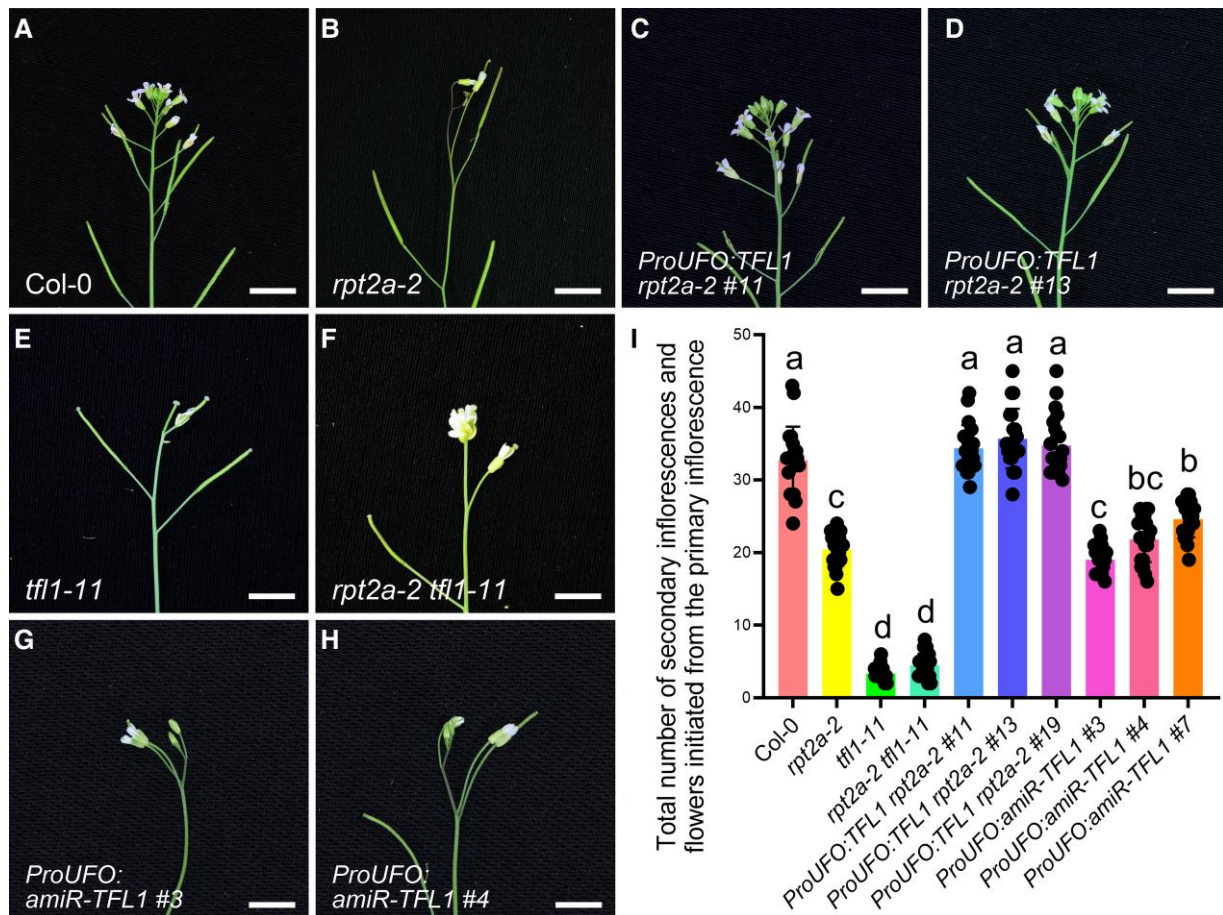 A
Col-0
B
rpt2a-2
C
ProUFO:TFL1
rpt2a-2 #11
D
ProUFO:TFL1
rpt2a-2 #13
E
tfl1-11
F
rpt2a-2 tfl1-11
G
ProUFO:
amiR-TFL1 #3
H
ProUFO:
amiR-TFL1 #4
I
Total number of secondary inflorescences and
flowers initiated from the primary inflorescence
50
40
30
20
10
0
a
c
d
d
a
a
a
c
bc
b
Col-0
rpt2a-2
tfl1-11
rpt2a-2 tfl1-11
ProUFO:TFL1 rpt2a-2 #11
ProUFO:TFL1 rpt2a-2 #13
ProUFO:TFL1 rpt2a-2 #19
ProUFO:amiR-TFL1 #3
ProUFO:amiR-TFL1 #4
ProUFO:amiR-TFL1 #7